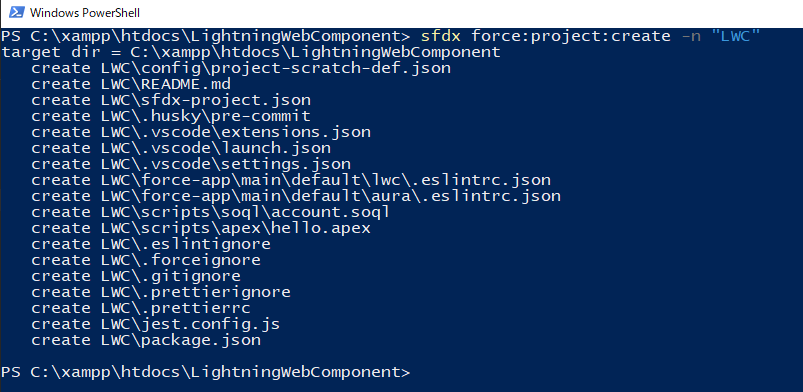 Windows PowerShell
PS C:\xampp\htdocs\LightningWebComponent> sfdx force:project:create -n "LWC"
target dir = C:\xampp\htdocs\LightningWebComponent
create LWC\config\project-scratch-def.json
create LWC\README.md
create LWC\sfdx-project.json
create LWC\.husky\pre-commit
create LWC\.vscode\extensions.json
create LWC\.vscode\launch.json
create LWC\.vscode\settings.json
create LWC\force-app\main\default\lwc\.eslintrc.json
create LWC\force-app\main\default\aura\.eslintrc.json
create LWC\scripts\soql\account.soql
create LWC\scripts\apex\hello.apex
create LWC\.eslintignore
create LWC\.forceignore
create LWC\.gitignore
create LWC\.prettierignore
create LWC\.prettierrc
create LWC\jest.config.js
create LWC\package.json
PS C:\xampp\htdocs\LightningWebComponent>